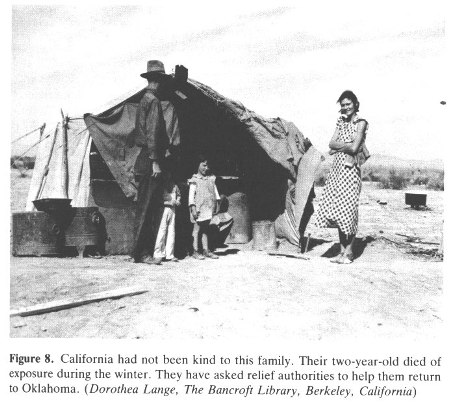 Figure 8. California had not been kind to this family. Their two-year-old died of
exposure during the winter. They have asked relief authorities to help them return
to Oklahoma. (Dorothea Lange, The Bancroft Library, Berkeley, California)